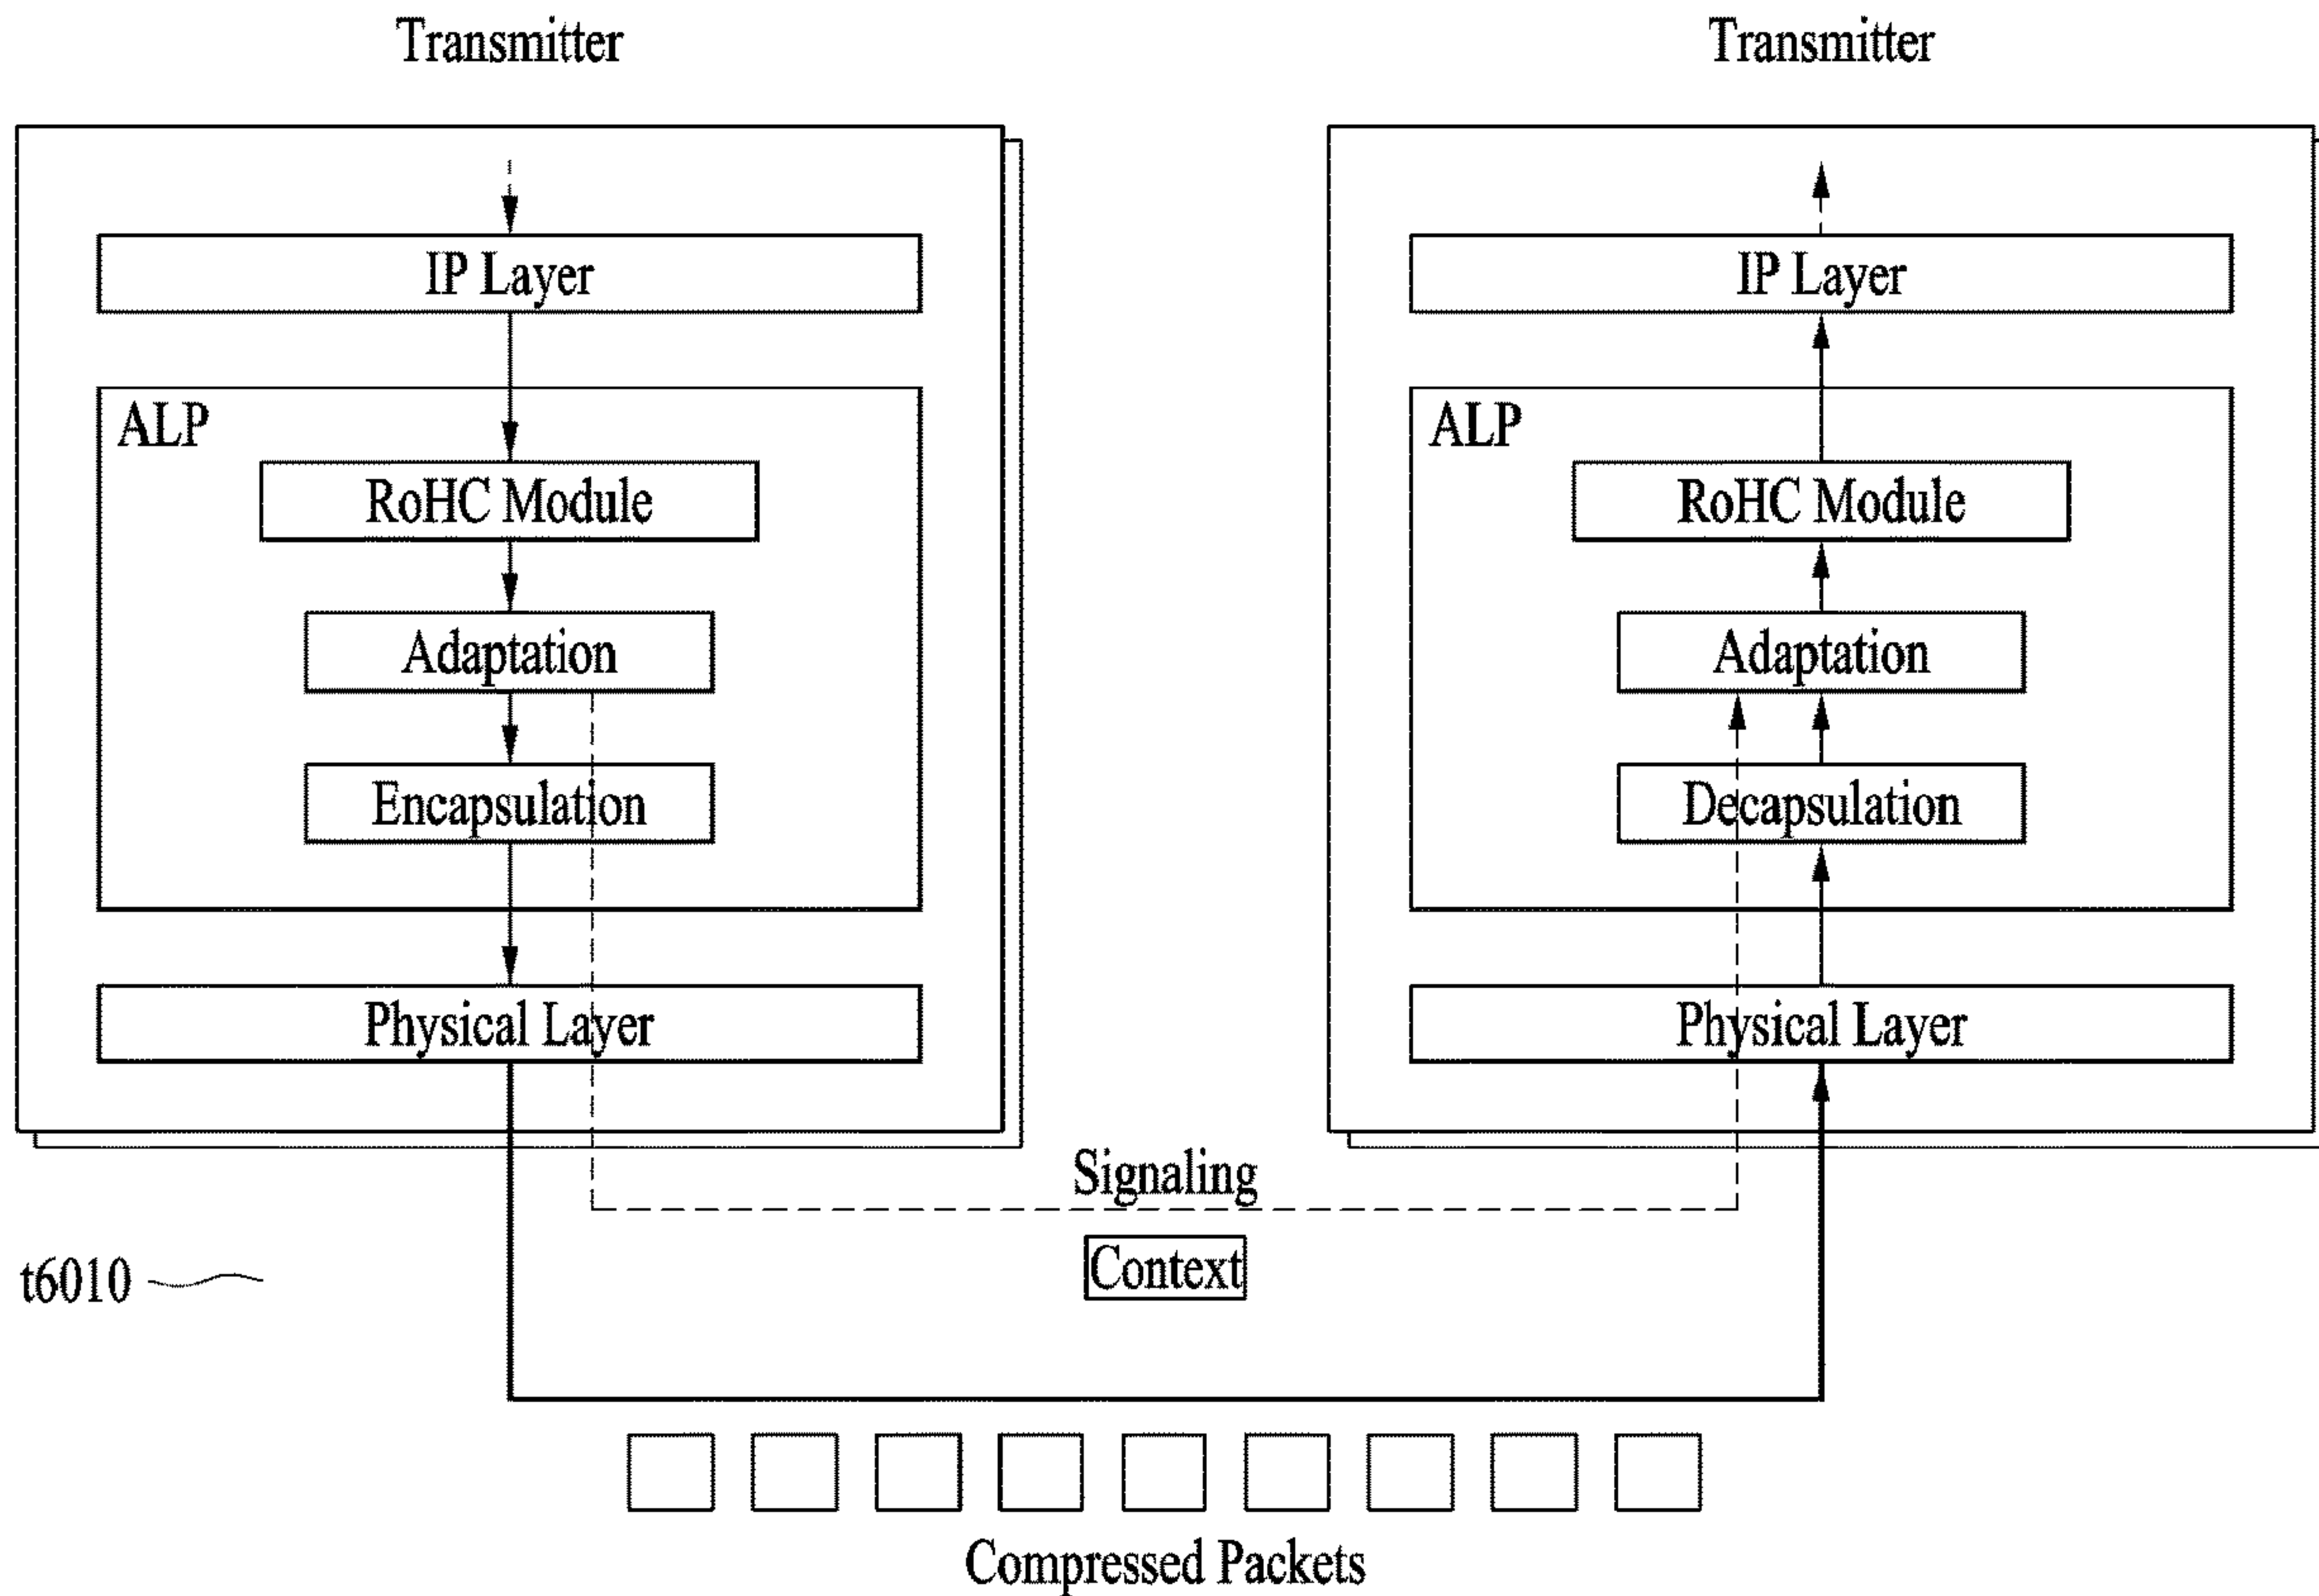 Transmitter
IP Layer
ALP
RoHC Module
Adaptation
Encapsulation
Physical Layer
Transmitter
IP Layer
ALP
RoHC Module
Adaptation
Decapsulation
Physical Layer
Signaling
Context
t6010
Compressed Packets